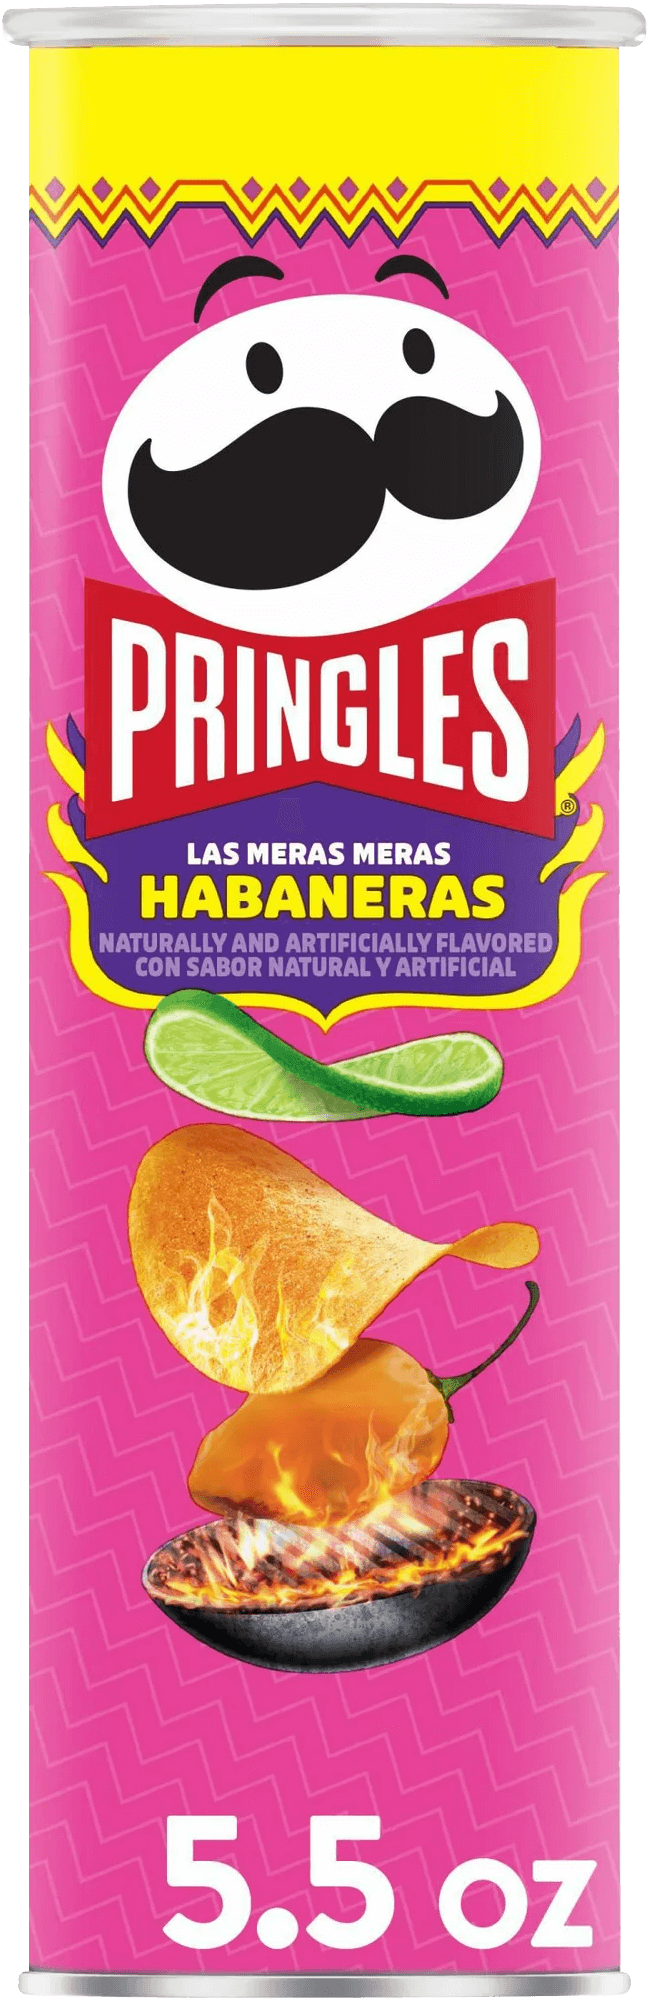 PRINGLES
®
LAS MERAS MERAS
HABANERAS
NATURALLY AND ARTIFICIALLY FLAVORED
CON SABOR NATURAL Y ARTIFICIAL
5.5 oz